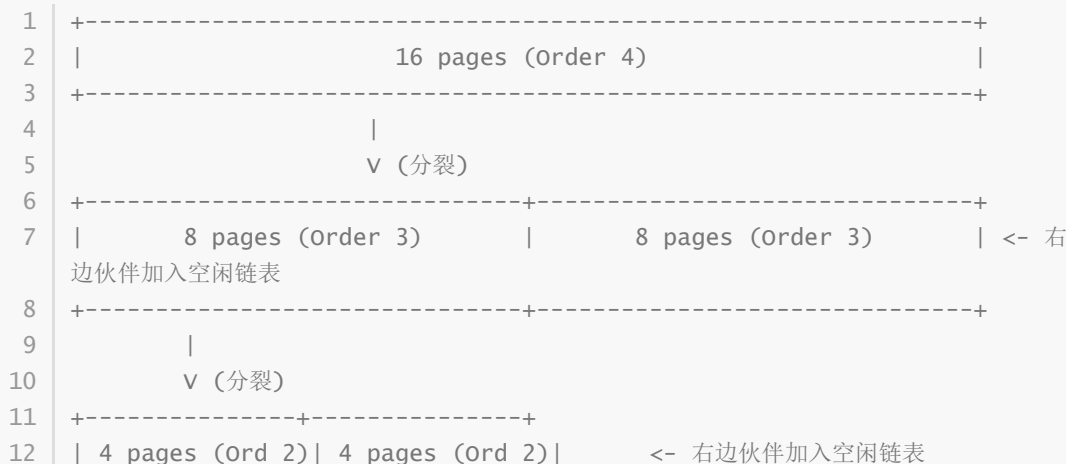 1 +---------------------------------------------------------------+
2 |                      16 pages (Order 4)                       |
3 +---------------------------------------------------------------+
4                      |
5                      V (分裂)
6 +-------------------------------+-------------------------------+
7 |        8 pages (Order 3)       |        8 pages (Order 3)       | <- 右
边伙伴加入空闲链表
8 +-------------------------------+-------------------------------+
9         |
10         V (分裂)
11 +---------------+---------------+
12 | 4 pages (Ord 2)| 4 pages (Ord 2)|      <- 右边伙伴加入空闲链表